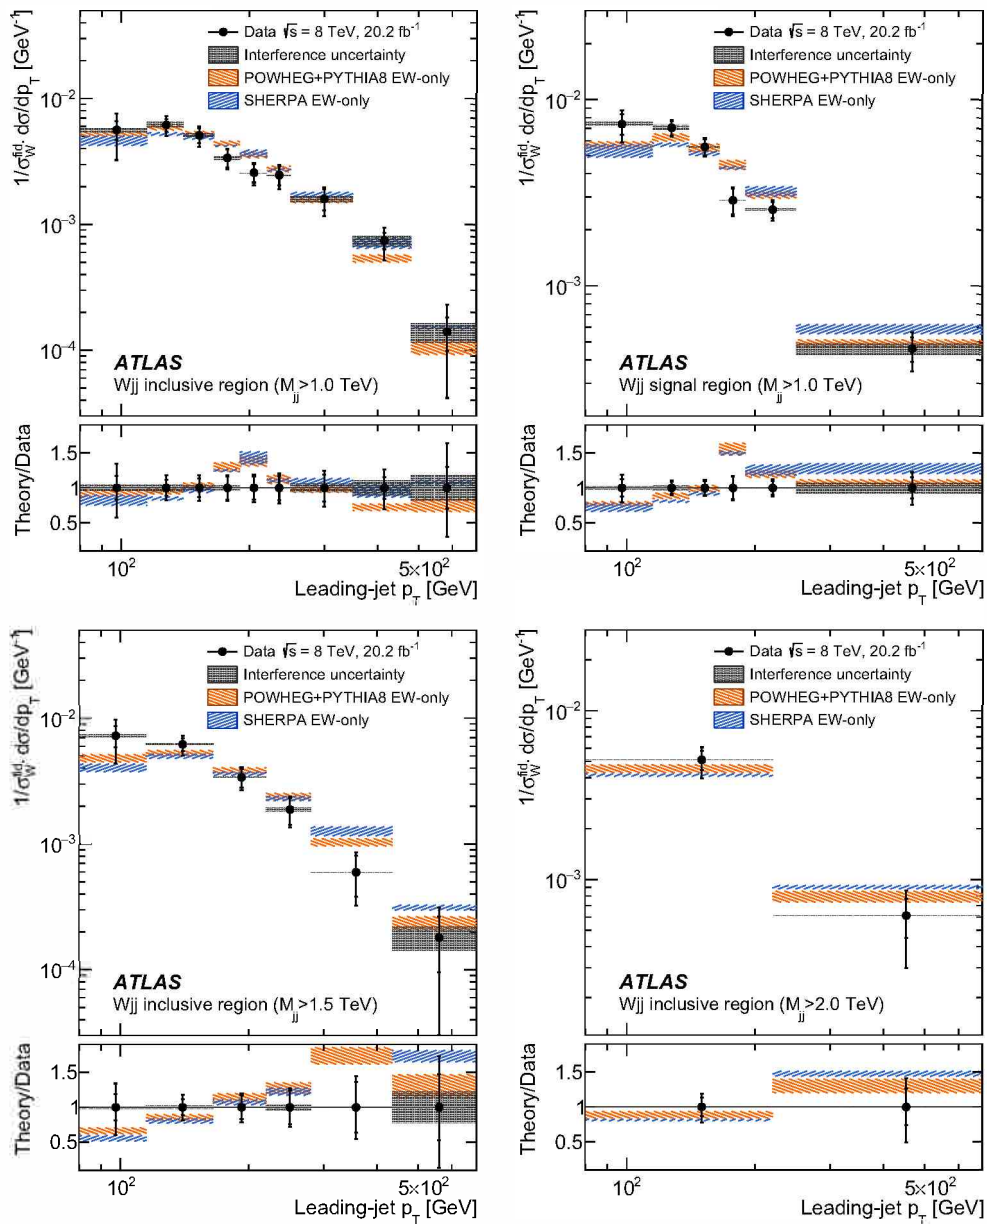 1/σ_W^fid. dσ/dp_T [GeV⁻¹]
Data √s = 8 TeV, 20.2 fb⁻¹
Interference uncertainty
POWHEG+PYTHIA8 EW-only
SHERPA EW-only
10⁻²
10⁻³
10⁻⁴
ATLAS
Wjj inclusive region (M_jj>1.0 TeV)
Theory/Data
1.5
1
0.5
10²
5×10²
Leading-jet p_T [GeV]
1/σ_W^fid. dσ/dp_T [GeV⁻¹]
Data √s = 8 TeV, 20.2 fb⁻¹
Interference uncertainty
POWHEG+PYTHIA8 EW-only
SHERPA EW-only
10⁻²
10⁻³
ATLAS
Wjj signal region (M_jj>1.0 TeV)
Theory/Data
1.5
1
0.5
10²
5×10²
Leading-jet p_T [GeV]
1/σ_W^fid. dσ/dp_T [GeV⁻¹]
Data √s = 8 TeV, 20.2 fb⁻¹
Interference uncertainty
POWHEG+PYTHIA8 EW-only
SHERPA EW-only
10⁻²
10⁻³
10⁻⁴
ATLAS
Wjj inclusive region (M_jj>1.5 TeV)
Theory/Data
1.5
1
0.5
10²
5×10²
Leading-jet p_T [GeV]
1/σ_W^fid. dσ/dp_T [GeV⁻¹]
Data √s = 8 TeV, 20.2 fb⁻¹
Interference uncertainty
POWHEG+PYTHIA8 EW-only
SHERPA EW-only
10⁻²
10⁻³
ATLAS
Wjj inclusive region (M_jj>2.0 TeV)
Theory/Data
1.5
1
0.5
10²
5×10²
Leading-jet p_T [GeV]